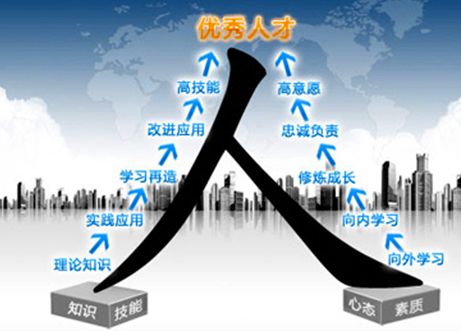 优秀人才
高技能
高意愿
改进应用
忠诚负责
学习再造
修炼成长
实践应用
向内学习
理论知识
向外学习
人
知识 技能
心态 素质